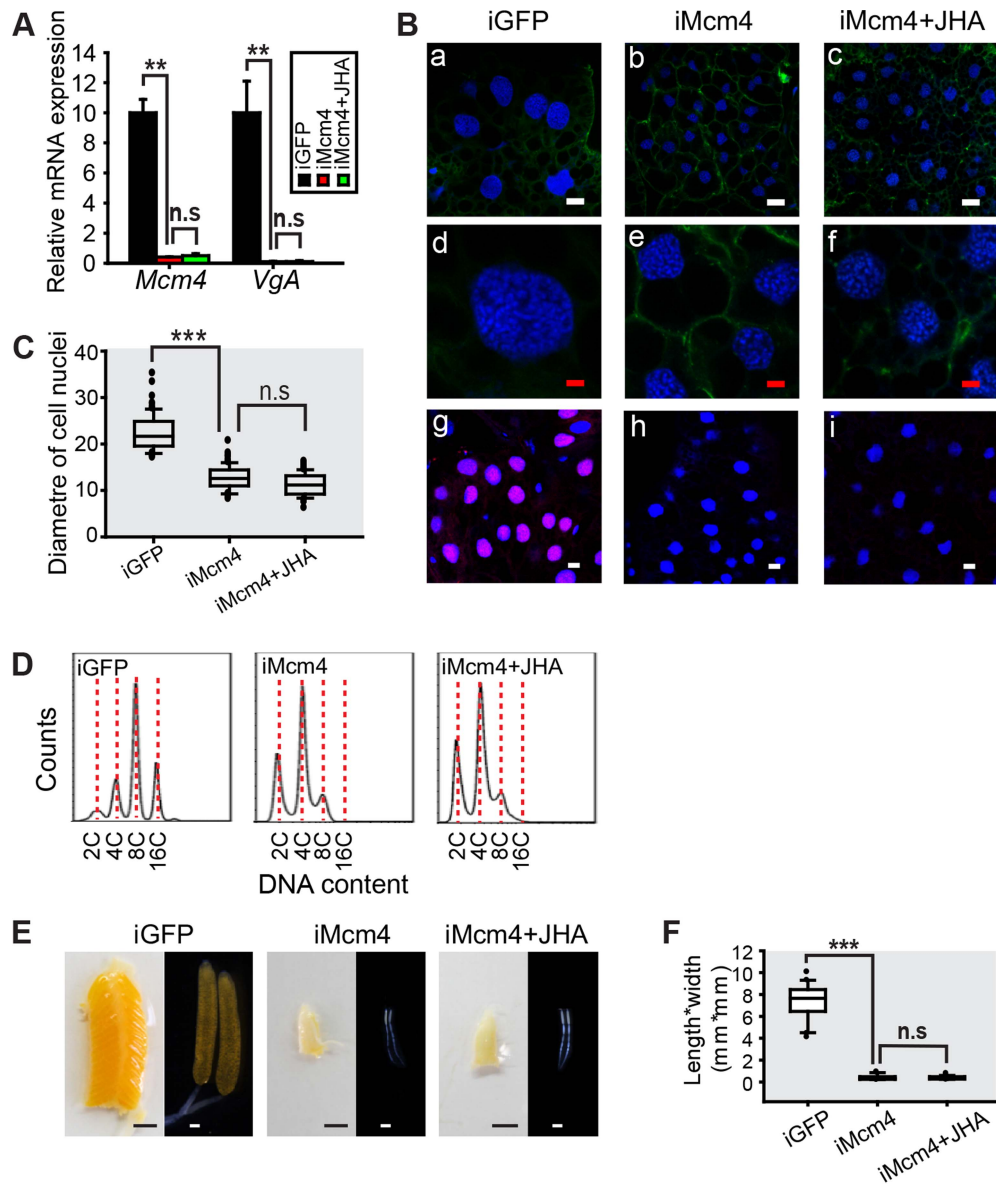 A
Relative mRNA expression
14
12
10
8
6
4
2
0
**
**
n.s
n.s
iGFP
iMcm4
iMcm4+JHA
Mcm4
VgA
B
iGFP
iMcm4
iMcm4+JHA
a
b
c
d
e
f
g
h
i
C
Diametre of cell nuclei
40
30
20
10
0
***
n.s
iGFP
iMcm4
iMcm4+JHA
D
Counts
iGFP
iMcm4
iMcm4+JHA
2C
4C
8C
16C
2C
4C
8C
16C
2C
4C
8C
16C
DNA content
E
iGFP
iMcm4
iMcm4+JHA
F
Length*width
(mm*mm)
12
10
8
6
4
2
0
***
n.s
iGFP
iMcm4
iMcm4+JHA